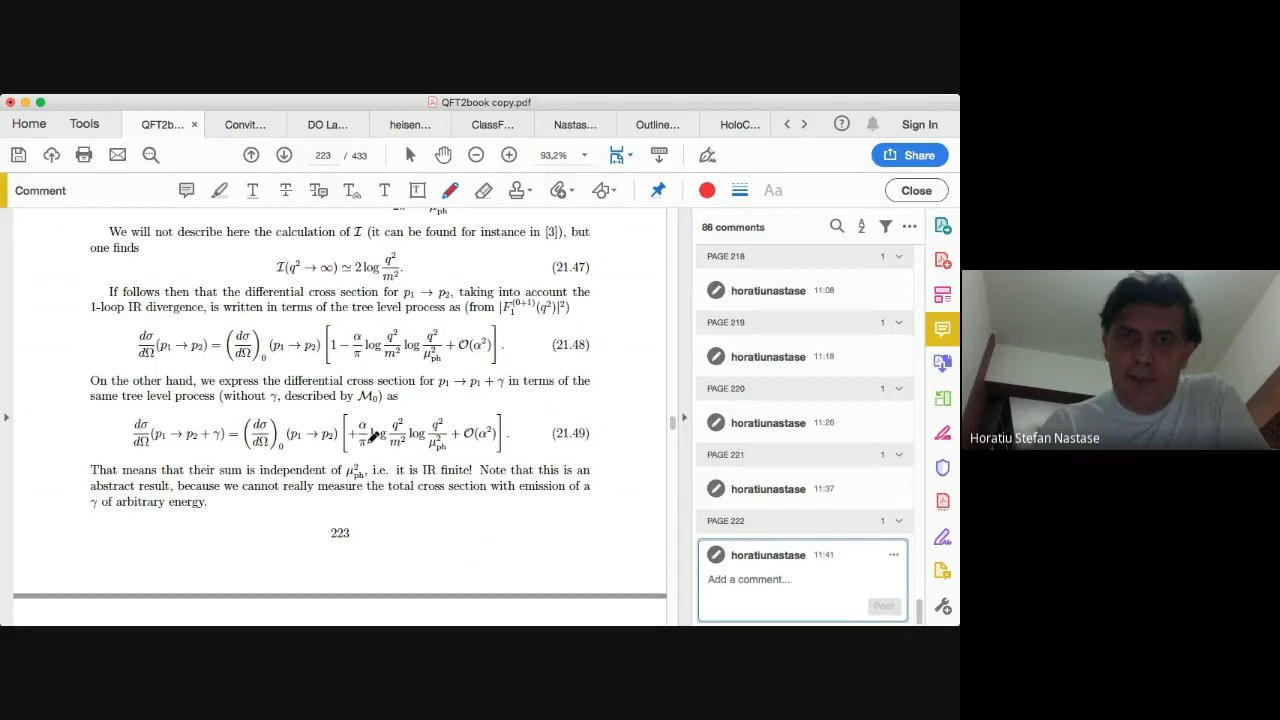 QFT2book copy.pdf
Home Tools QFT2b... × Convit... DO La... heisen... ClassF... Nastas... Outline... HoloC... Sign In
223 / 433 93,2% Share
Comment Close
We will not describe here the calculation of I (it can be found for instance in [3]), but
one finds
I(q² → ∞) ≃ 2 log q²/m². (21.47)
If follows then that the differential cross section for p₁ → p₂, taking into account the
1-loop IR divergence, is written in terms of the tree level process as (from |F₁⁽⁰⁺¹⁾(q²)|²)
dσ/dΩ (p₁ → p₂) = (dσ/dΩ)₀ (p₁ → p₂) [1 − α/π log q²/m² log q²/μ²ph + O(α²)] . (21.48)
On the other hand, we express the differential cross section for p₁ → p₁ + γ in terms of the
same tree level process (without γ, described by M₀) as
dσ/dΩ (p₁ → p₂ + γ) = (dσ/dΩ)₀ (p₁ → p₂) [+ α/π log q²/m² log q²/μ²ph + O(α²)] . (21.49)
That means that their sum is independent of μ²ph, i.e. it is IR finite! Note that this is an
abstract result, because we cannot really measure the total cross section with emission of a
γ of arbitrary energy.
223
86 comments
PAGE 218 1
horatiunastase 11:08
PAGE 219 1
horatiunastase 11:18
PAGE 220 1
horatiunastase 11:26
PAGE 221 1
horatiunastase 11:37
PAGE 222 1
horatiunastase 11:41
Add a comment...
Post
Horatiu Stefan Nastase